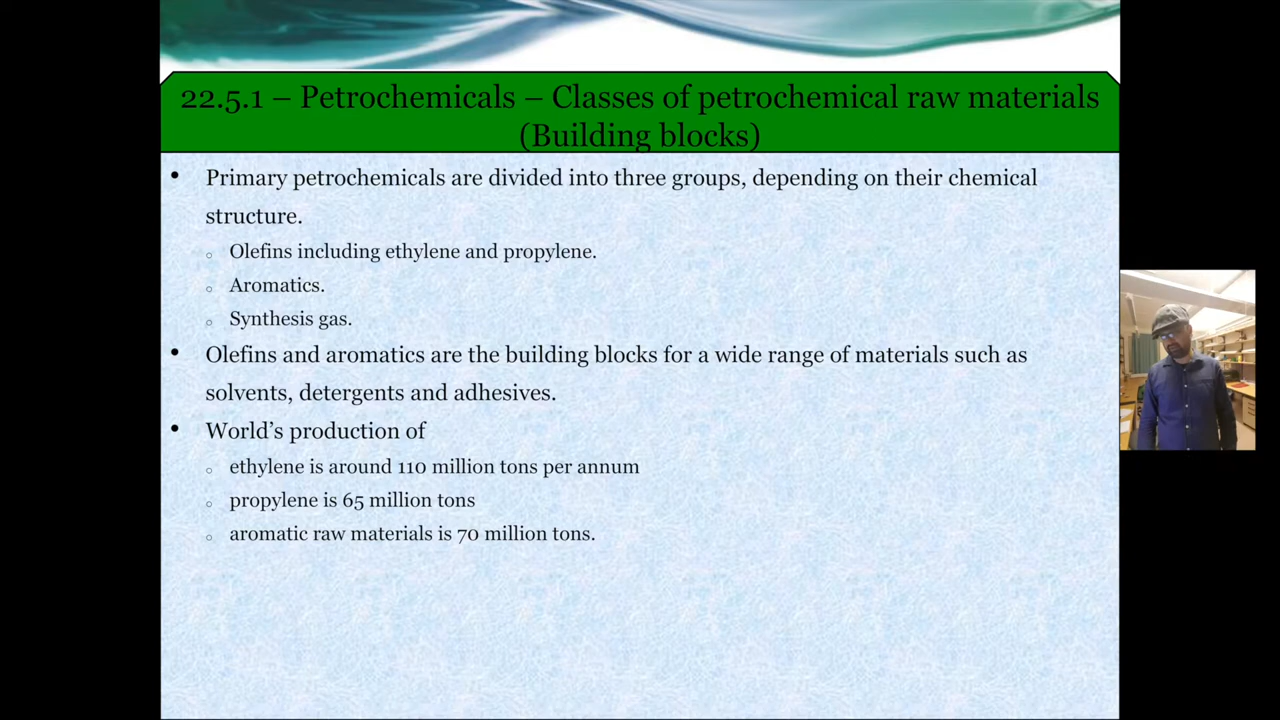 22.5.1 – Petrochemicals – Classes of petrochemical raw materials
(Building blocks)
• Primary petrochemicals are divided into three groups, depending on their chemical
structure.
○ Olefins including ethylene and propylene.
○ Aromatics.
○ Synthesis gas.
• Olefins and aromatics are the building blocks for a wide range of materials such as
solvents, detergents and adhesives.
• World’s production of
○ ethylene is around 110 million tons per annum
○ propylene is 65 million tons
○ aromatic raw materials is 70 million tons.